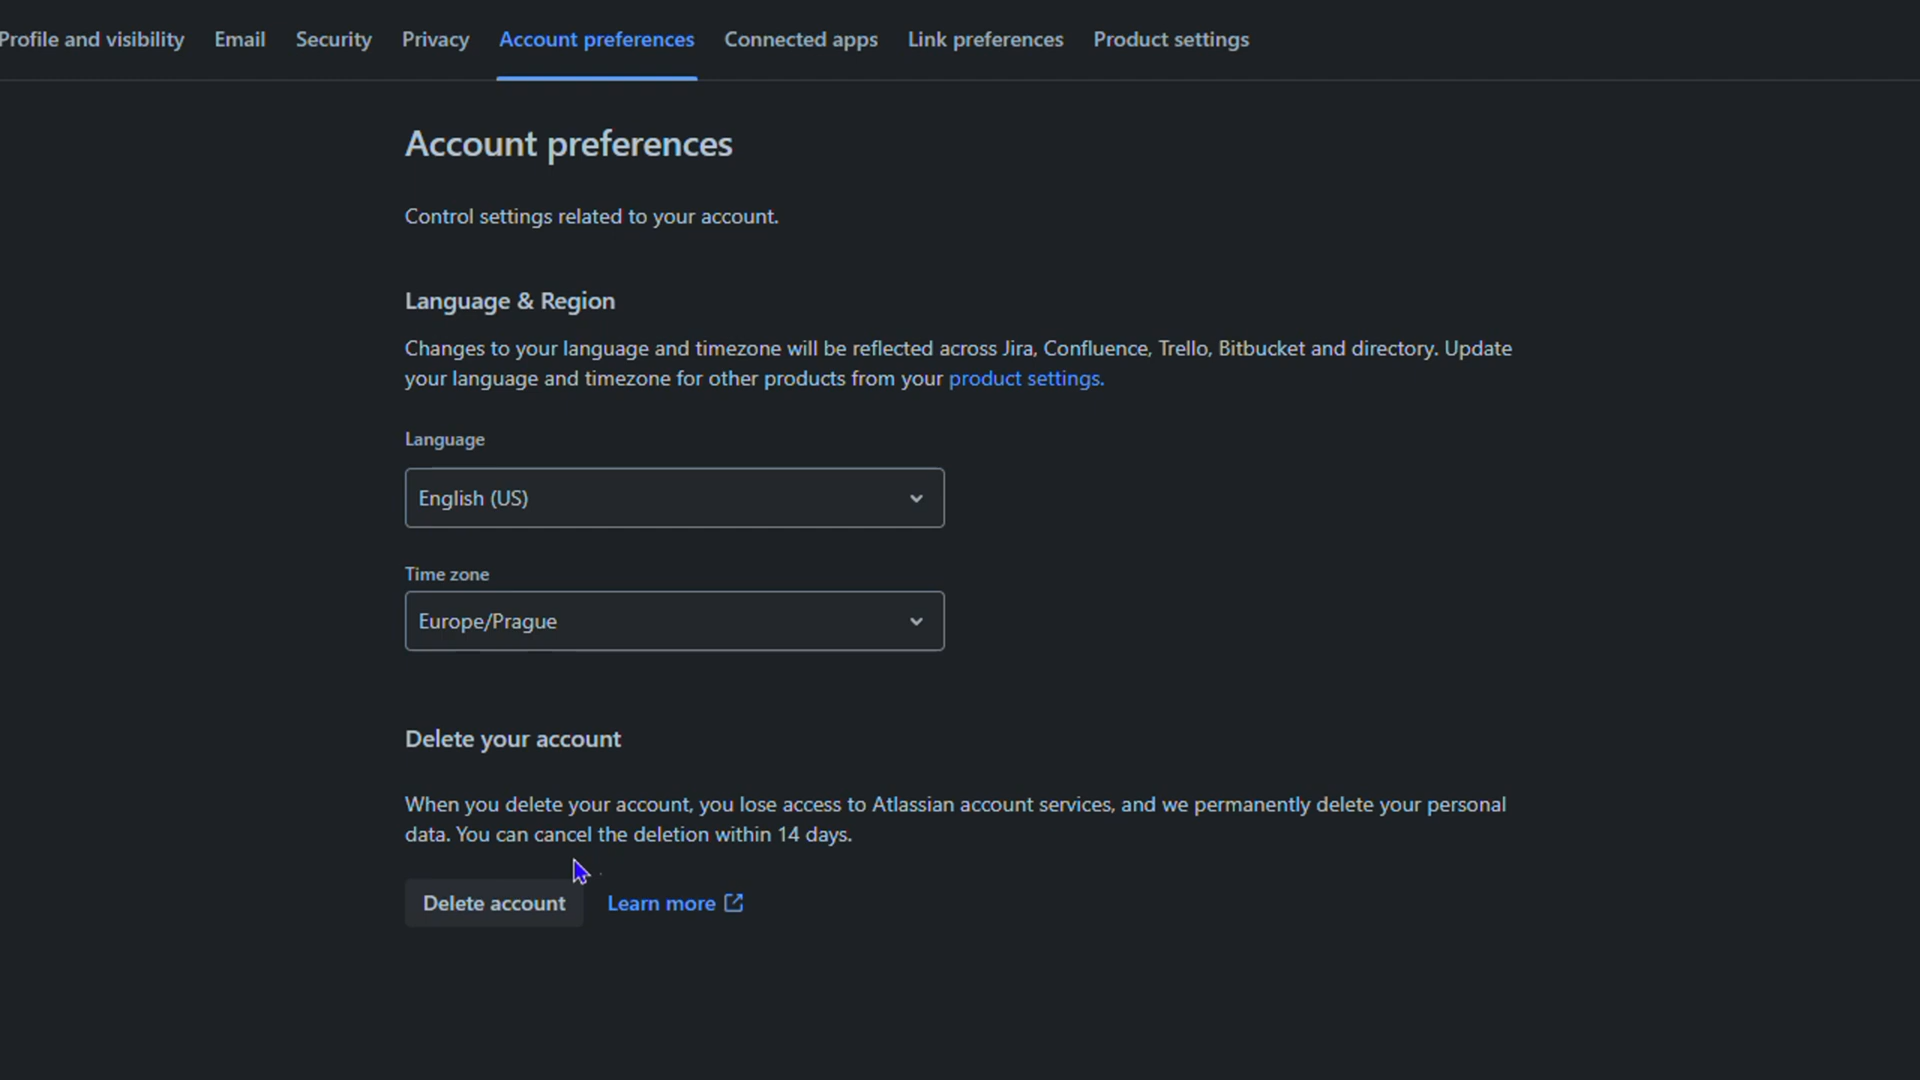 Profile and visibility Email Security Privacy Account preferences Connected apps Link preferences Product settings
Account preferences
Control settings related to your account.
Language & Region
Changes to your language and timezone will be reflected across Jira, Confluence, Trello, Bitbucket and directory. Update
your language and timezone for other products from your product settings.
Language
English (US)
Time zone
Europe/Prague
Delete your account
When you delete your account, you lose access to Atlassian account services, and we permanently delete your personal
data. You can cancel the deletion within 14 days.
Delete account Learn more